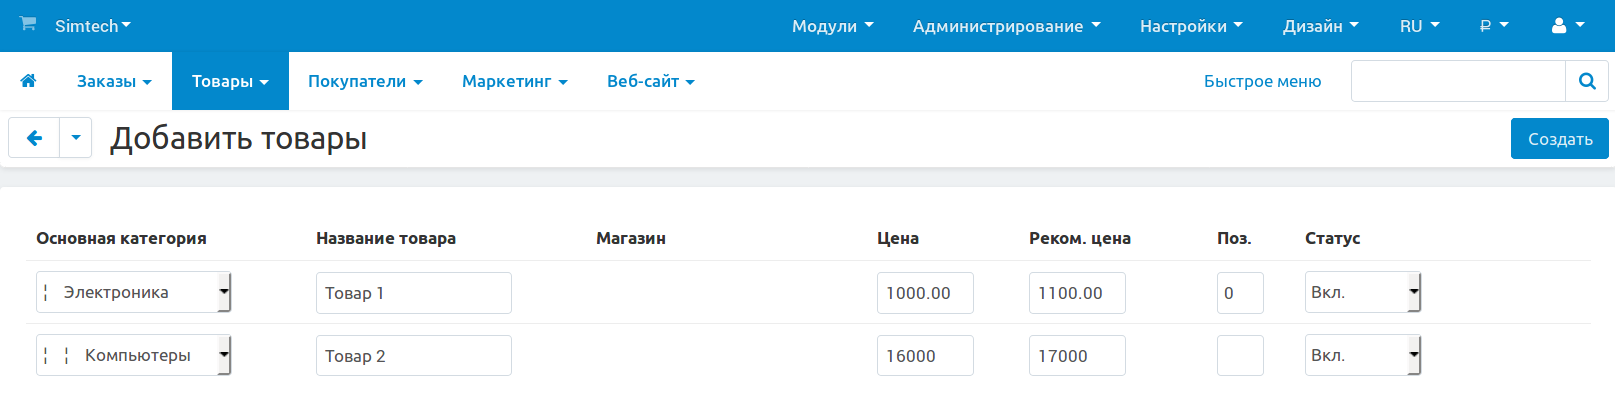 Simtech Модули Администрирование Настройки Дизайн RU ₽
Заказы Товары Покупатели Маркетинг Веб-сайт Быстрое меню
Добавить товары Создать
Основная категория Название товара Магазин Цена Реком. цена Поз. Статус
¦ Электроника Товар 1 1000.00 1100.00 0 Вкл.
¦ ¦ Компьютеры Товар 2 16000 17000 Вкл.